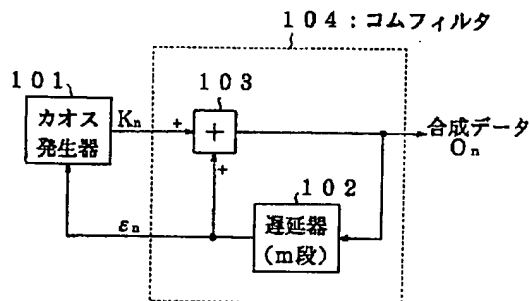 104:コムフィルタ
101
103
カオス
発生器
Kn
+
+
+
合成データ
On
102
遅延器
(m段)
εn